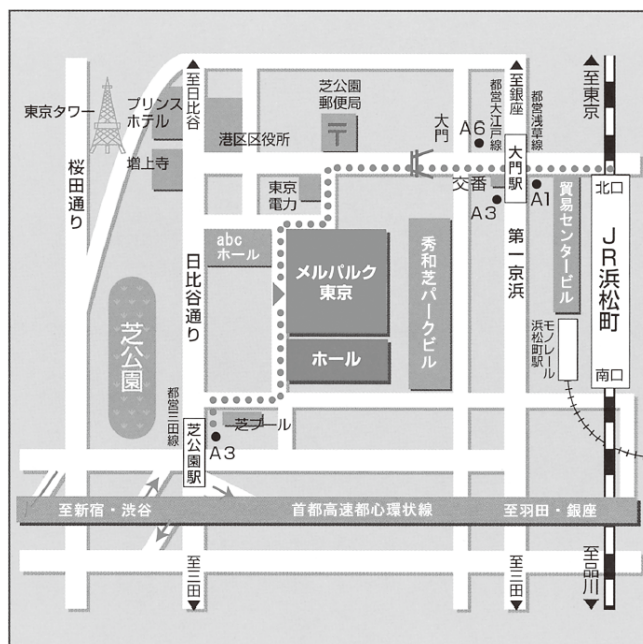 至日比谷
至銀座
都営大江戸線
都営浅草線
至東京
東京タワー
プリンス
ホテル
芝公園
郵便局
〒
港区区役所
大門
A6
増上寺
桜田通り
東京
電力
交番
大門駅
A3
A1
北口
貿易センタービル
JR浜松町
abc
ホール
日比谷通り
メルパルク
東京
秀和芝パークビル
第一京浜
芝公園
ホール
モノレール
浜松町駅
南口
都営三田線
芝公園駅
芝プール
A3
至新宿・渋谷
首都高速都心環状線
至羽田・銀座
至三田
至三田
至品川